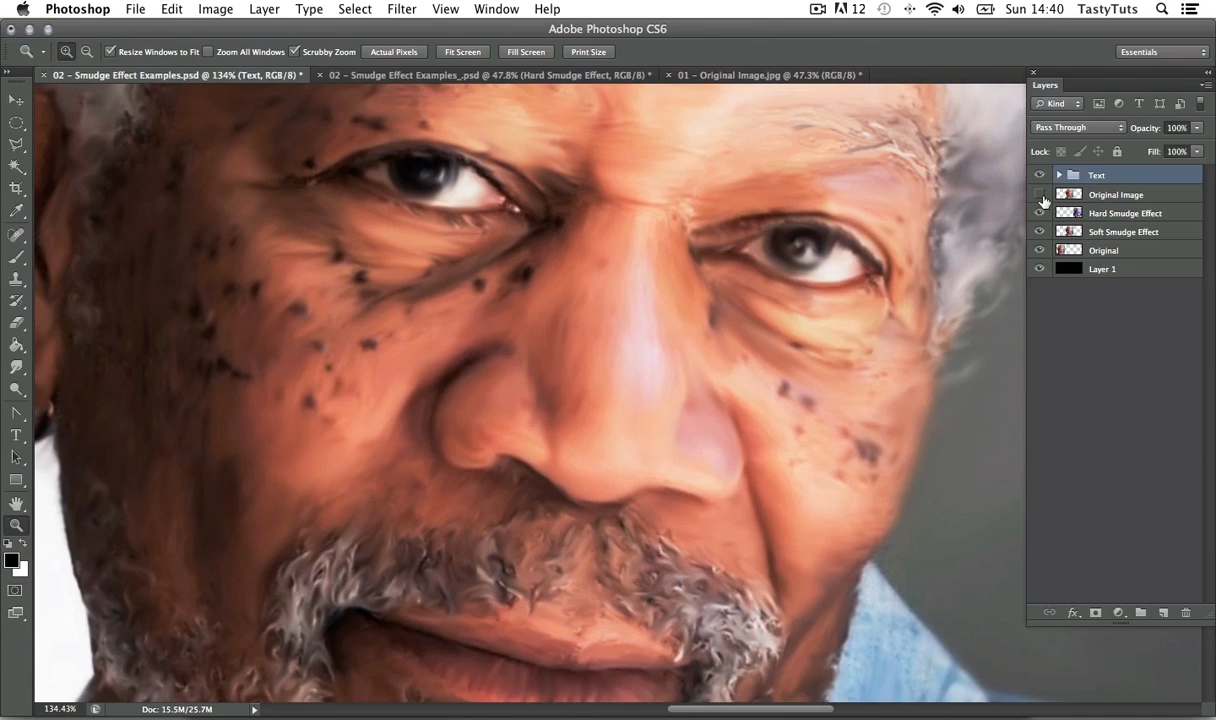 Photoshop File Edit Image Layer Type Select Filter View Window Help 12 Sun 14:40 TastyTuts
Adobe Photoshop CS6
Resize Windows to Fit Zoom All Windows Scrubby Zoom Actual Pixels Fit Screen Fill Screen Print Size Essentials
02 – Smudge Effect Examples.psd @ 134% (Text, RGB/8) * 02 – Smudge Effect Examples_.psd @ 47.8% (Hard Smudge Effect, RGB/8) * 01 – Original Image.jpg @ 47.3% (RGB/8) *
Layers
Kind
Pass Through Opacity: 100%
Lock: Fill: 100%
Text
Original Image
Hard Smudge Effect
Soft Smudge Effect
Original
Layer 1
134.43% Doc: 15.5M/25.7M